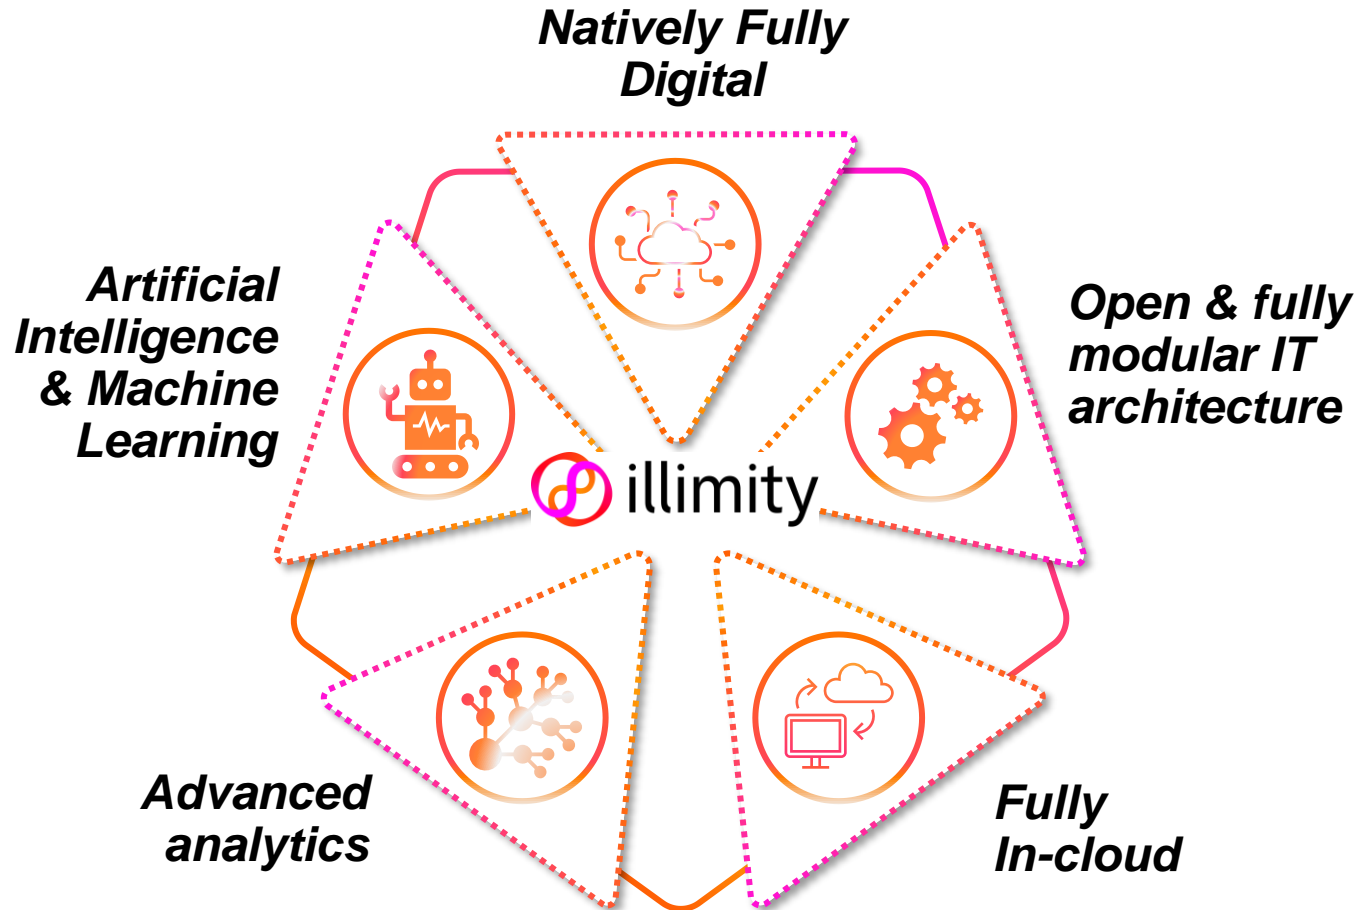 Natively Fully
Digital
Artificial
Intelligence
& Machine
Learning
Open & fully
modular IT
architecture
illimity
Advanced
analytics
Fully
In-cloud